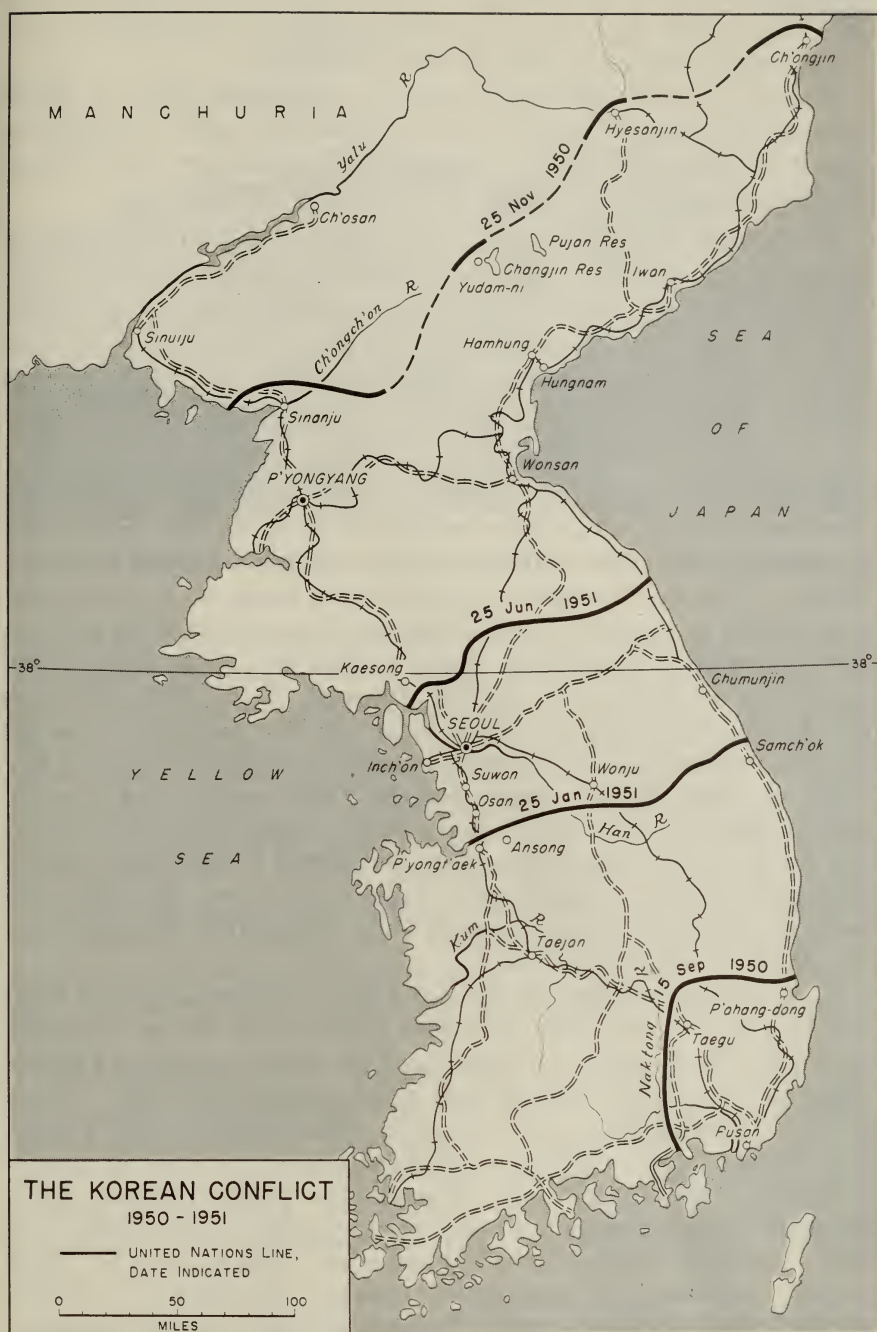 MANCHURIA
Yalu R
Ch'ongjin
Hyesanjin
25 Nov 1950
Ch'osan
Pujon Res
Changjin Res
Yudam-ni
Iwon
Ch'ongch'on R
Sinuiju
SEA OF JAPAN
Hamhung
Hungnam
Sinanju
P'YONGYANG
Wonsan
25 Jun 1951
38°
38°
Kaesong
Chumunjin
SEOUL
Inch'on
Samch'ok
YELLOW SEA
Suwon
Wonju
Osan
25 Jan 1951
Han R
Ansong
P'yongt'aek
Kum R
Taejon
15 Sep 1950
Naktong R
P'ohang-dong
Taegu
Pusan
THE KOREAN CONFLICT
1950 - 1951
UNITED NATIONS LINE,
DATE INDICATED
0 50 100
MILES